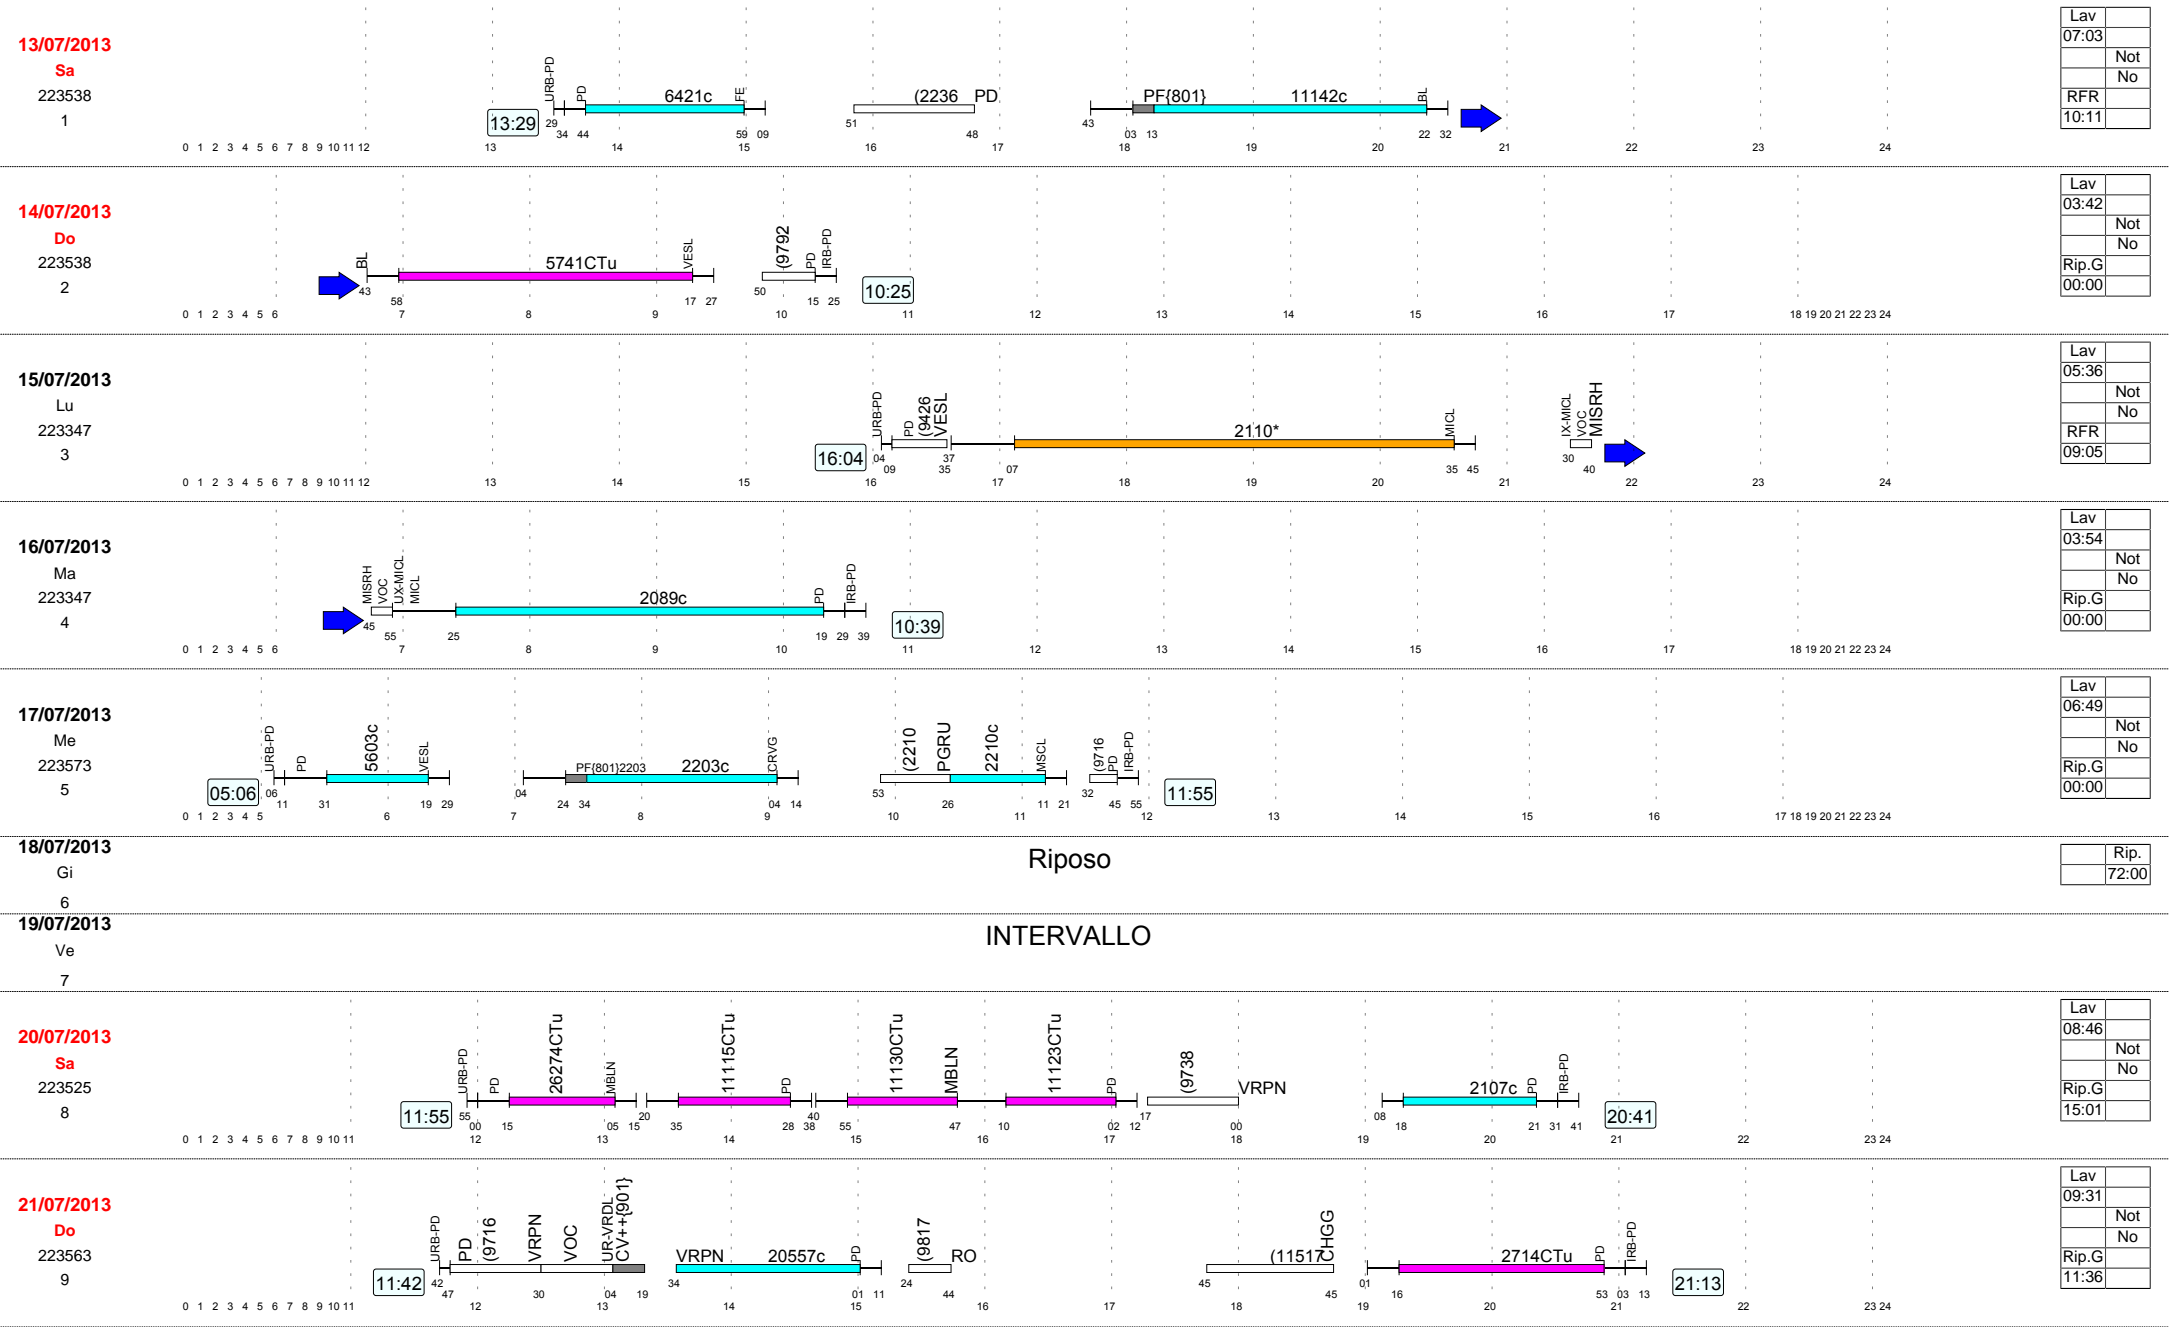 13/07/2013
Sa
223538
1
13:29
URB-PD
PD
6421c
FE
(2236
PD
PF{801}
11142c
BL
29 34 44 59 09 51 48 43 03 13 22 32
0 1 2 3 4 5 6 7 8 9 10 11 12 13 14 15 16 17 18 19 20 21 22 23 24
Lav
07:03
Not
No
RFR
10:11
14/07/2013
Do
223538
2
BL
5741CTu
VESL
(9792
PD
IRB-PD
10:25
43 58 17 27 50 15 25
0 1 2 3 4 5 6 7 8 9 10 11 12 13 14 15 16 17 18 19 20 21 22 23 24
Lav
03:42
Not
No
Rip.G
00:00
15/07/2013
Lu
223347
3
16:04
URB-PD
PD
(9426
VESL
2110*
MICL
IX-MICL
VOC
MISRH
04 09 35 37 07 35 45 30 40
0 1 2 3 4 5 6 7 8 9 10 11 12 13 14 15 16 17 18 19 20 21 22 23 24
Lav
05:36
Not
No
RFR
09:05
16/07/2013
Ma
223347
4
MISRH
VOC
UX-MICL
MICL
2089c
PD
IRB-PD
10:39
45 55 25 19 29 39
0 1 2 3 4 5 6 7 8 9 10 11 12 13 14 15 16 17 18 19 20 21 22 23 24
Lav
03:54
Not
No
Rip.G
00:00
17/07/2013
Me
223573
5
05:06
URB-PD
PD
5603c
VESL
PF{801}2203
2203c
CRVG
(2210
PGRU
2210c
MSCL
(9716
PD
IRB-PD
11:55
06 11 31 19 29 04 24 34 04 14 53 26 11 21 32 45 55
0 1 2 3 4 5 6 7 8 9 10 11 12 13 14 15 16 17 18 19 20 21 22 23 24
Lav
06:49
Not
No
Rip.G
00:00
18/07/2013
Gi
6
Riposo
Rip.
72:00
19/07/2013
Ve
7
INTERVALLO
20/07/2013
Sa
223525
8
11:55
URB-PD
PD
26274CTu
MBLN
11115CTu
PD
11130CTu
MBLN
11123CTu
PD
(9738
VRPN
2107c
PD
IRB-PD
20:41
55 00 15 05 15 20 35 28 38 40 55 47 10 02 12 17 00 08 18 21 31 41
0 1 2 3 4 5 6 7 8 9 10 11 12 13 14 15 16 17 18 19 20 21 22 23 24
Lav
08:46
Not
No
Rip.G
15:01
21/07/2013
Do
223563
9
11:42
URB-PD
PD
(9716
VRPN
VOC
UR-VRDL
CV++{901}
VRPN
20557c
PD
(9817
RO
(11517
CHGG
2714CTu
PD
IRB-PD
21:13
42 47 30 04 19 34 01 11 24 44 45 45 01 16 53 03 13
0 1 2 3 4 5 6 7 8 9 10 11 12 13 14 15 16 17 18 19 20 21 22 23 24
Lav
09:31
Not
No
Rip.G
11:36